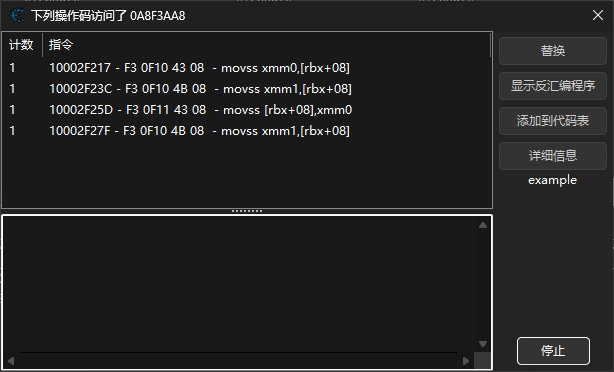 下列操作码访问了 0A8F3AA8
计数 指令
1 10002F217 - F3 0F10 43 08 - movss xmm0,[rbx+08]
1 10002F23C - F3 0F10 4B 08 - movss xmm1,[rbx+08]
1 10002F25D - F3 0F11 43 08 - movss [rbx+08],xmm0
1 10002F27F - F3 0F10 4B 08 - movss xmm1,[rbx+08]
替换
显示反汇编程序
添加到代码表
详细信息
example
停止